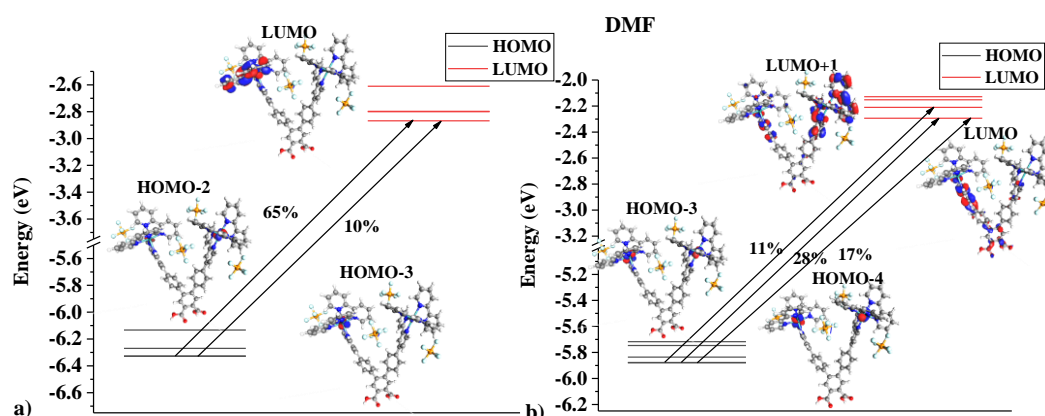 LUMO
HOMO
LUMO
-2.6
-2.8
-3.0
-3.2
-3.4
-3.6
-5.8
-6.0
-6.2
-6.4
-6.6
Energy (eV)
HOMO-2
65%
10%
HOMO-3
a)
DMF
HOMO
LUMO
LUMO+1
LUMO
-2.0
-2.2
-2.4
-2.6
-2.8
-3.0
-3.2
-5.2
-5.4
-5.6
-5.8
-6.0
-6.2
Energy (eV)
HOMO-3
11%
28%
17%
HOMO-4
b)